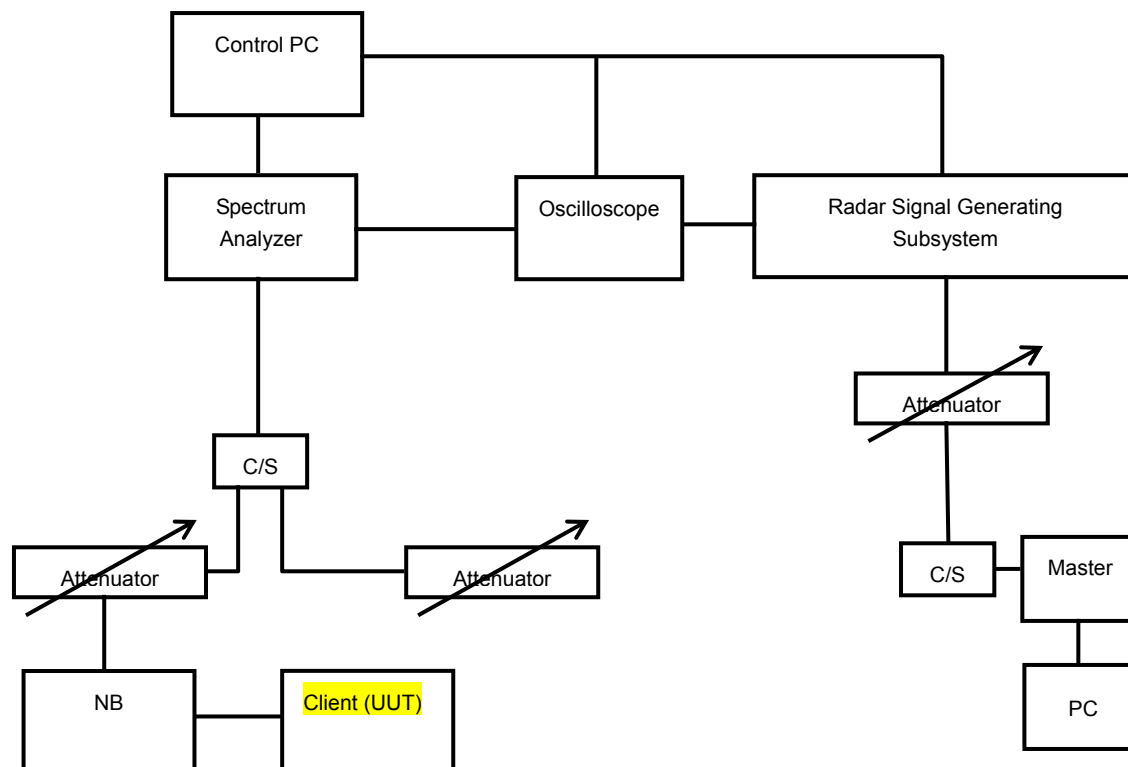 Control PC
Spectrum
Analyzer
Oscilloscope
Radar Signal Generating
Subsystem
Attenuator
C/S
Attenuator
Attenuator
C/S
Master
NB
Client (UUT)
PC